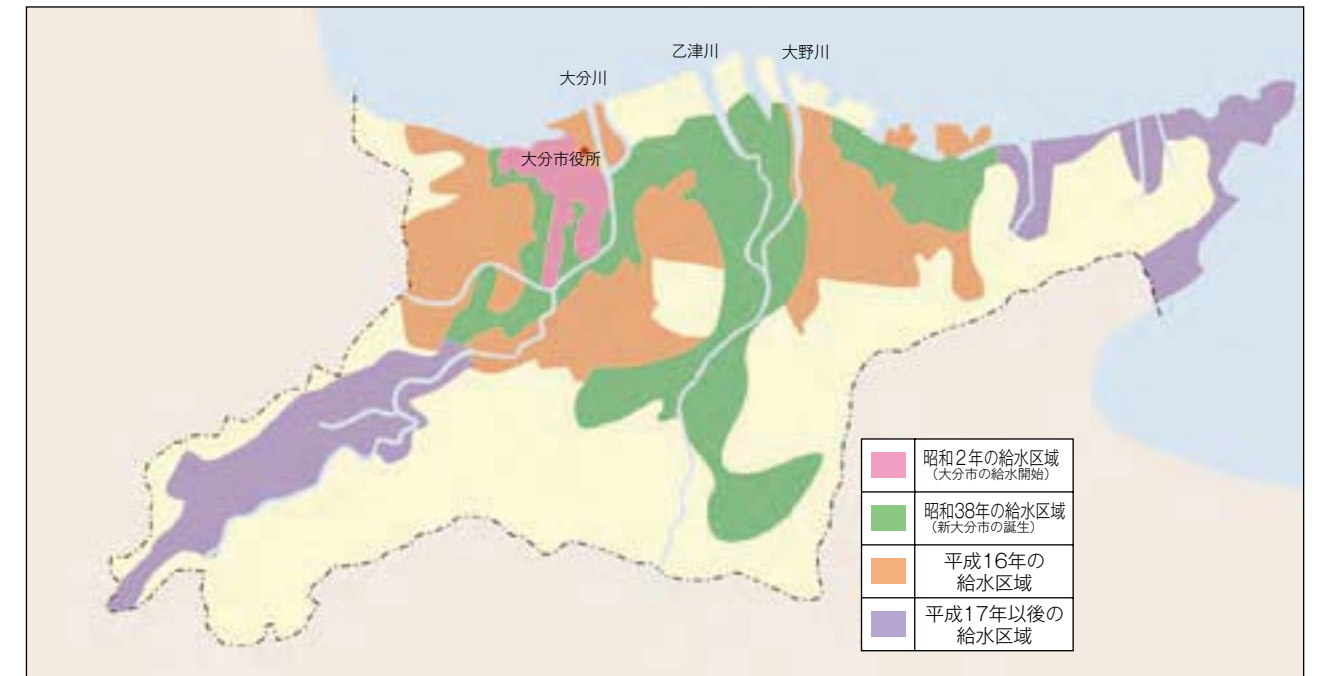 乙津川
大野川
大分川
大分市役所
昭和2年の給水区域
（大分市の給水開始）
昭和38年の給水区域
（新大分市の誕生）
平成16年の
給水区域
平成17年以後の
給水区域